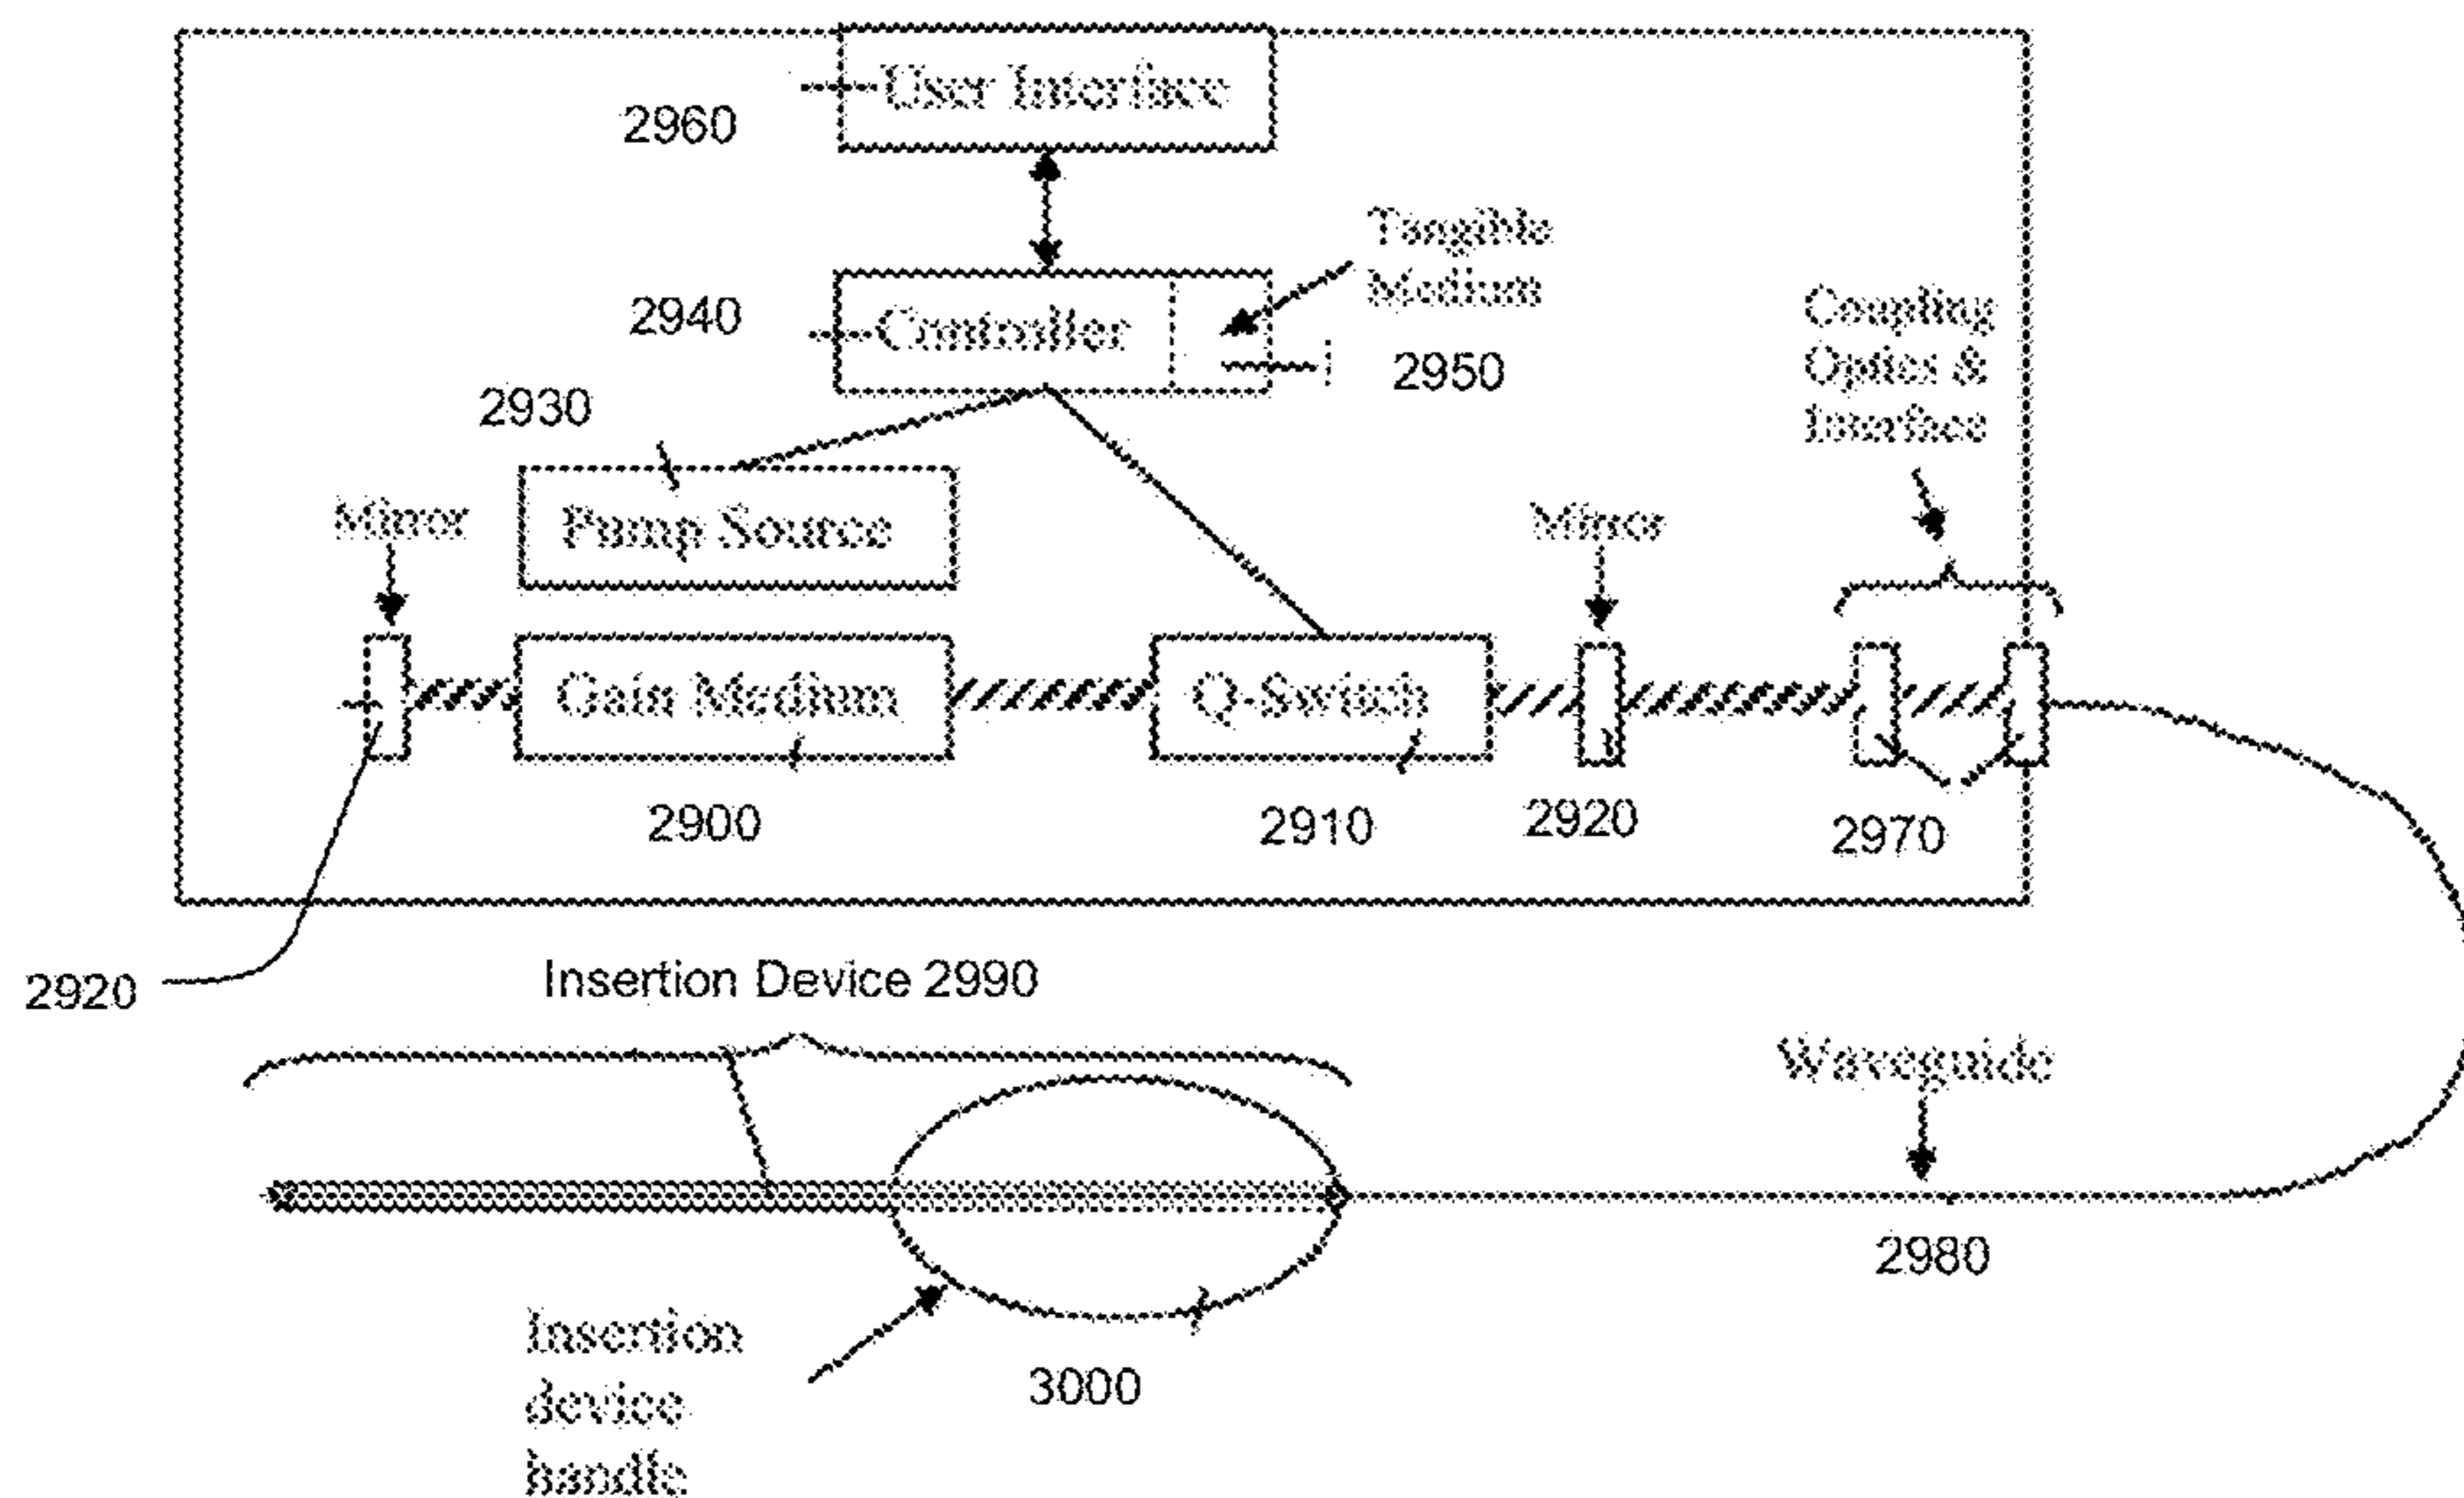 User Interface
2960
Tangible
Medium
2940
Controller
2950
Coupling
Optics &
Interface
2930
Pump Source
Mirror
Mirror
Gain Medium
Q-Switch
2900
2910
2920
2970
2920
Insertion Device 2990
Waveguide
2980
Insertion
device
handle
3000